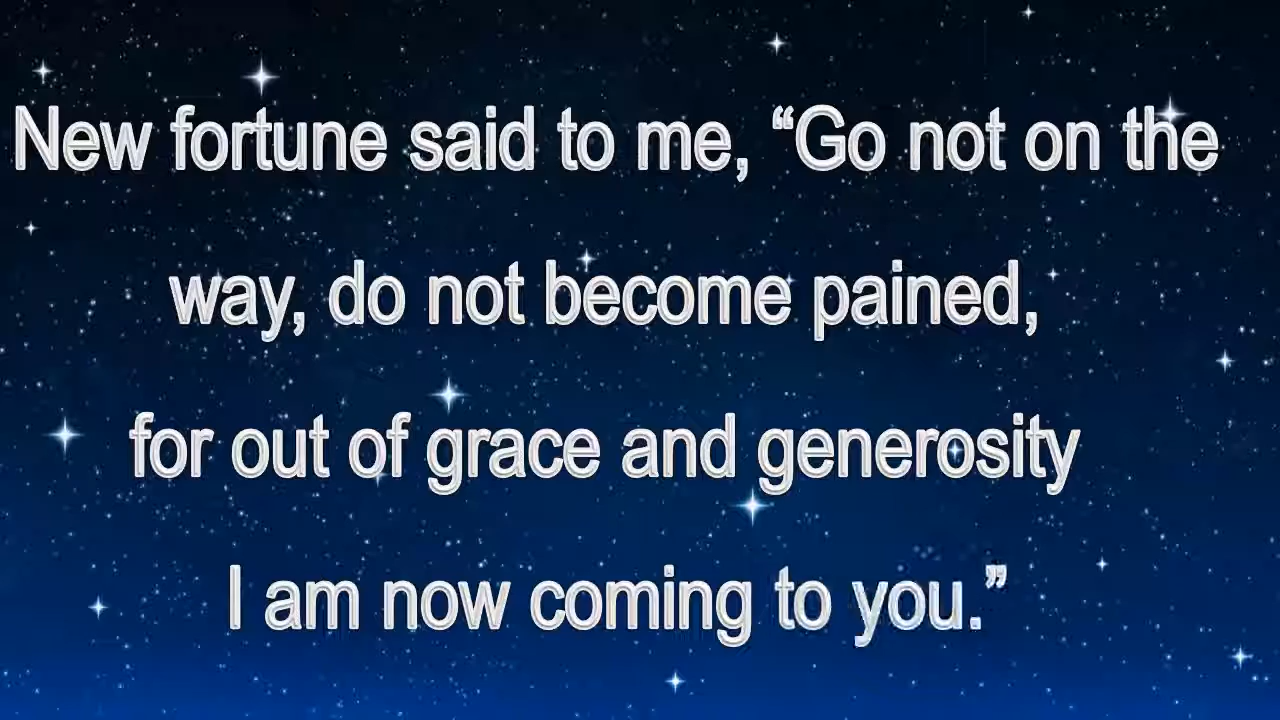 New fortune said to me, “Go not on the
way, do not become pained,
for out of grace and generosity
I am now coming to you.”